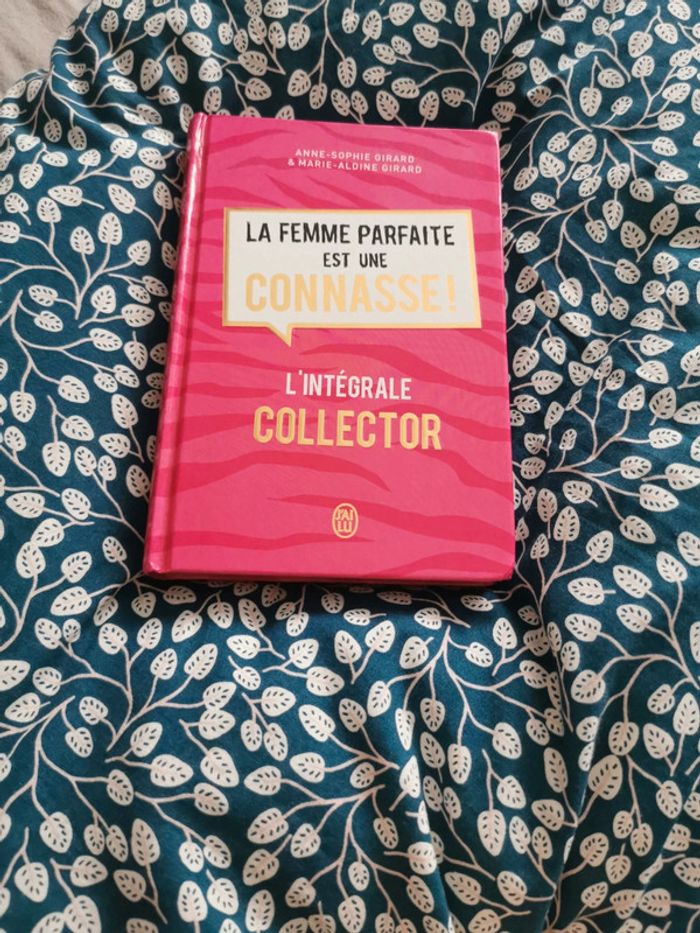 ANNE-SOPHIE GIRARD
& MARIE-ALDINE GIRARD
LA FEMME PARFAITE
EST UNE
CONNASSE !
L'INTÉGRALE
COLLECTOR
J'AI
LU